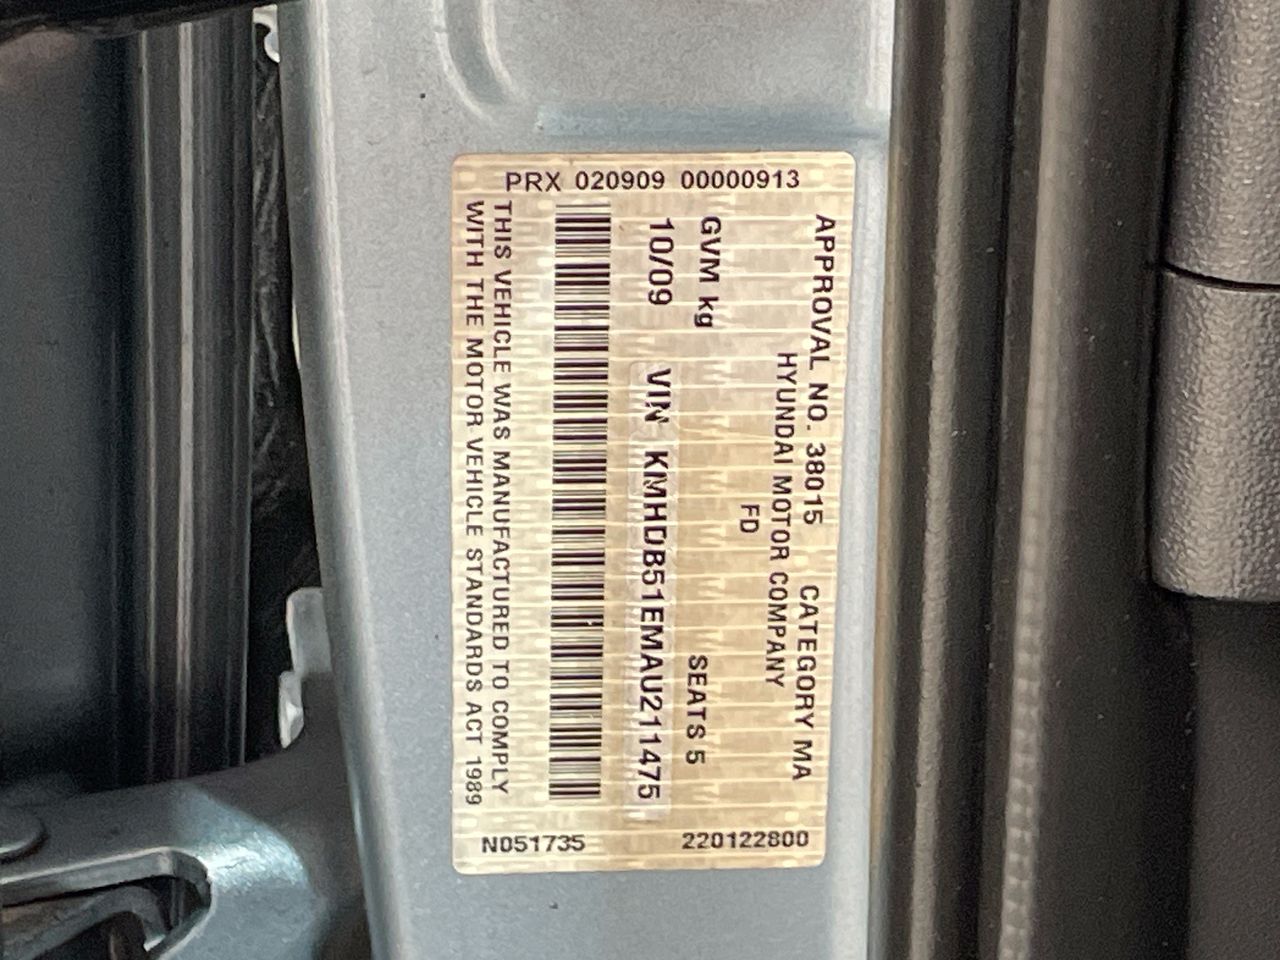 PRX 020909 00000913
APPROVAL NO. 38015 CATEGORY MA
HYUNDAI MOTOR COMPANY
FD
GVM kg SEATS 5
10/09 VIN KMHDB51EMAU211475
THIS VEHICLE WAS MANUFACTURED TO COMPLY
WITH THE MOTOR VEHICLE STANDARDS ACT 1989
N051735 220122800